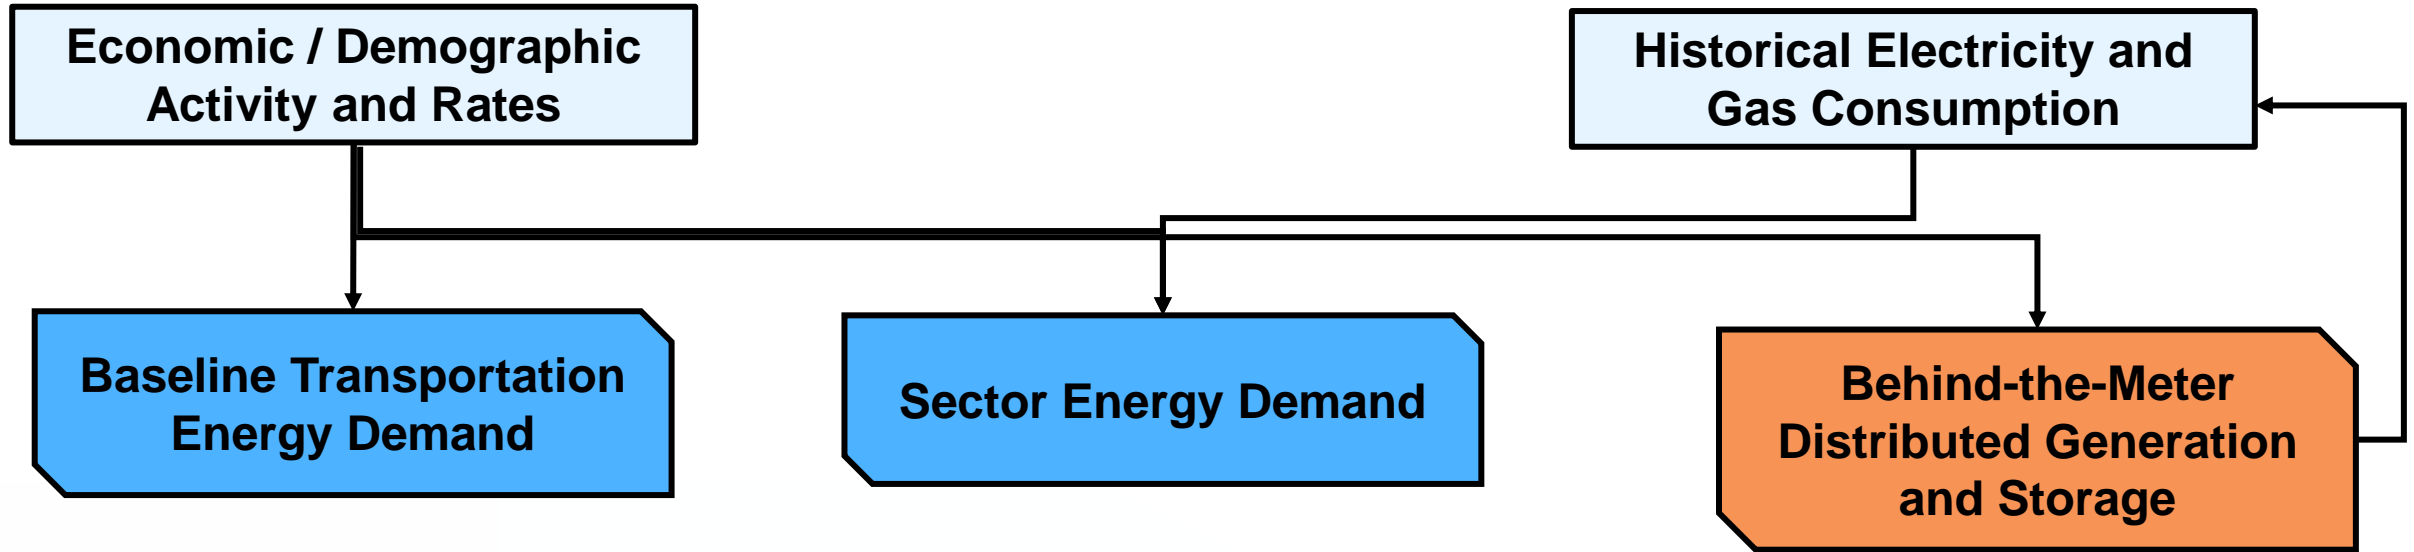 Economic / Demographic
Activity and Rates
Historical Electricity and
Gas Consumption
Baseline Transportation
Energy Demand
Sector Energy Demand
Behind-the-Meter
Distributed Generation
and Storage